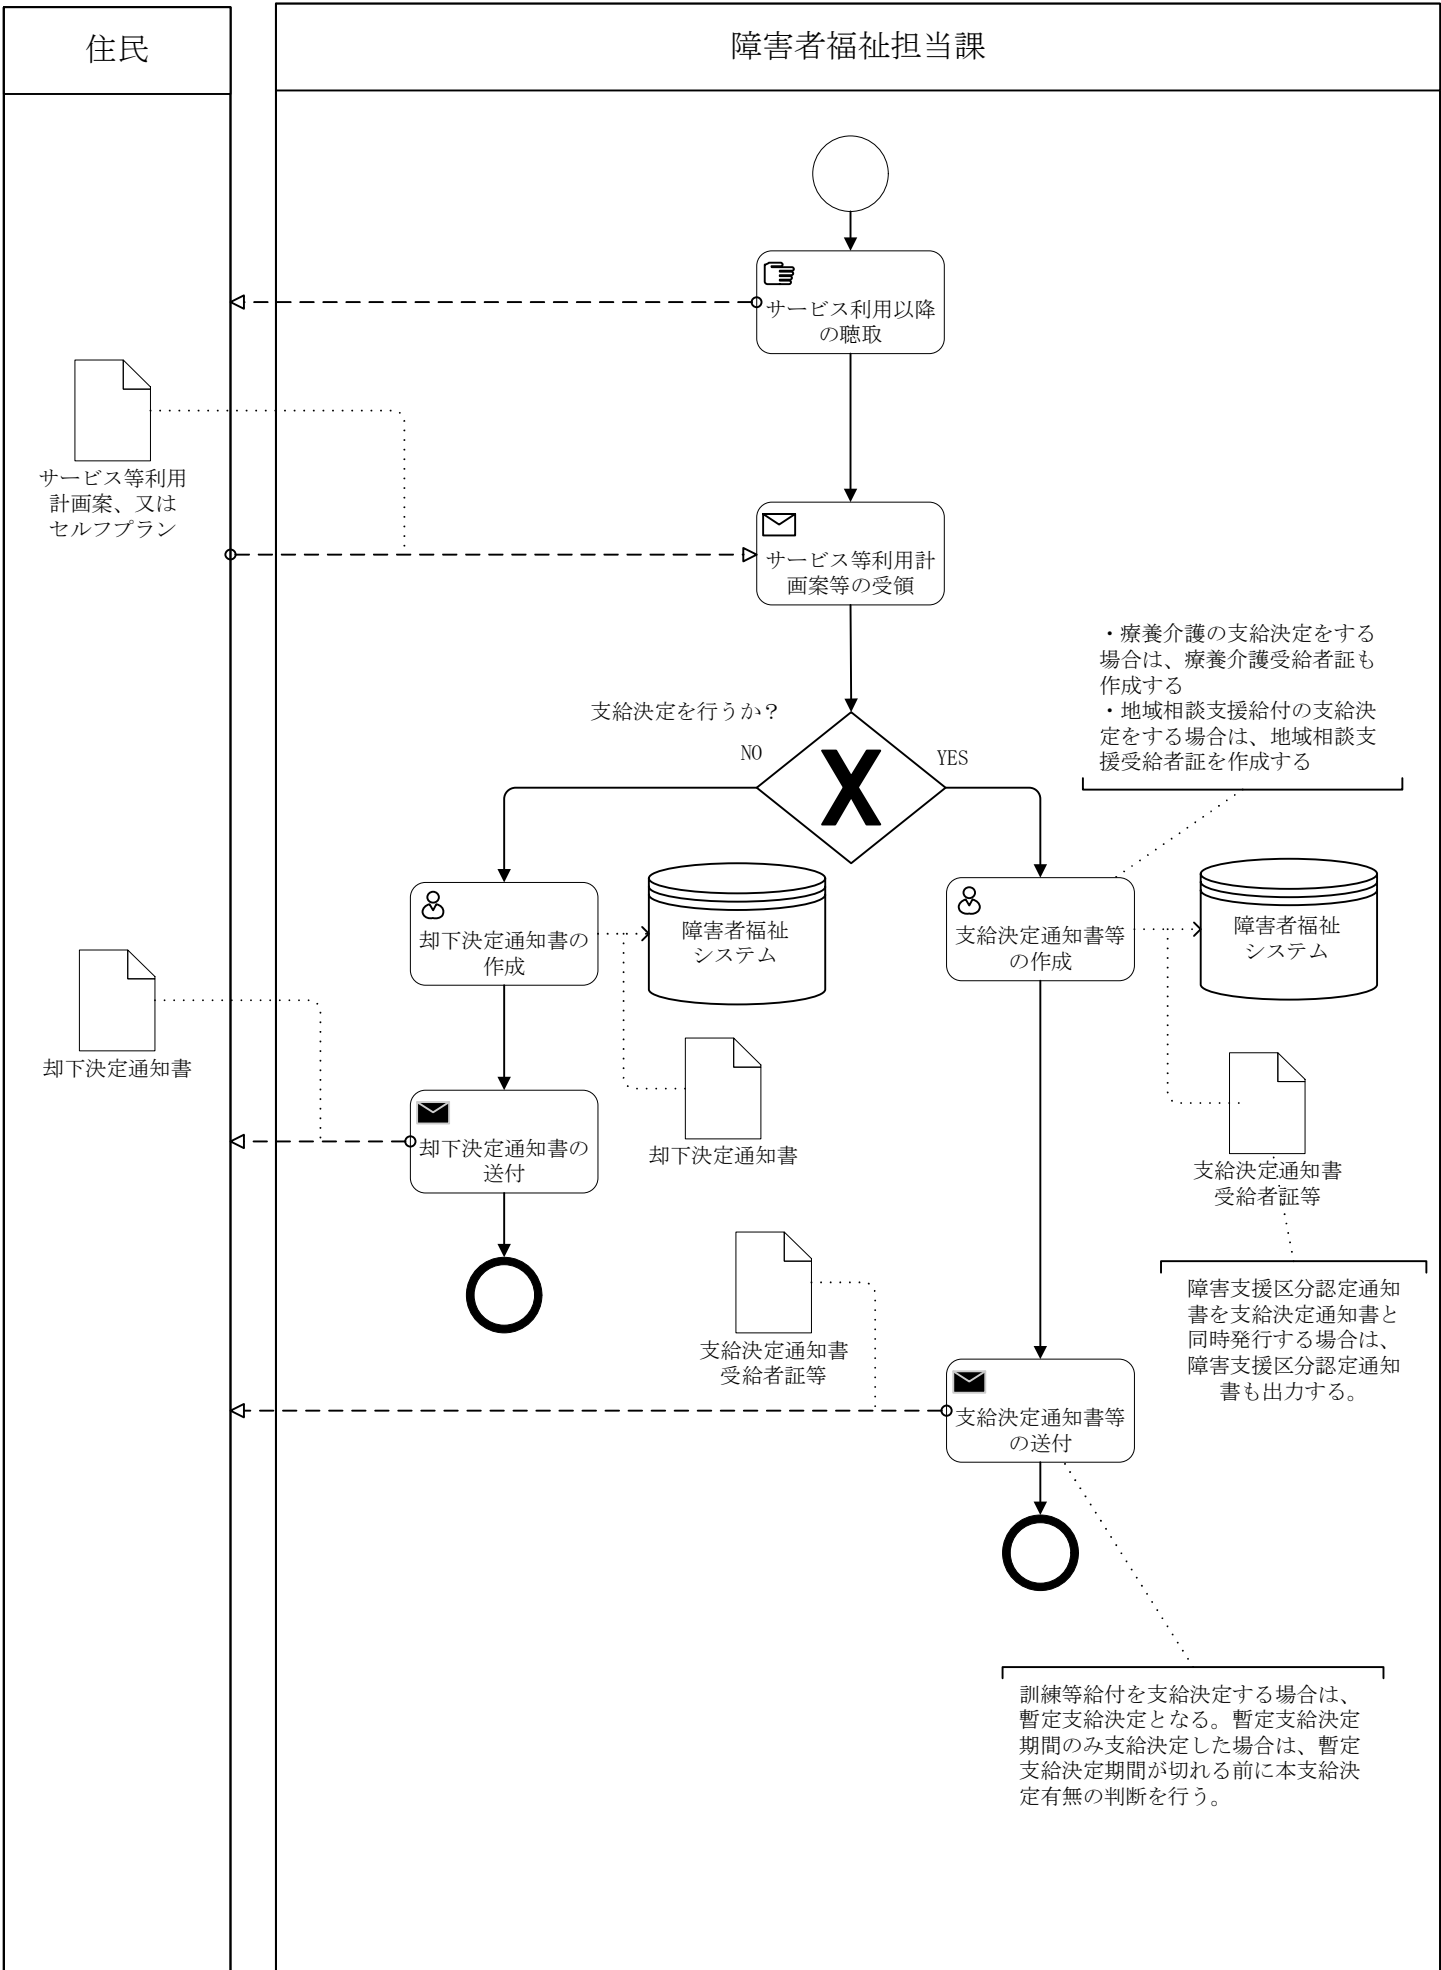 住民
障害者福祉担当課
サービス利用以降
の聴取
サービス等利用
計画案、又は
セルフプラン
サービス等利用計
画案等の受領
・療養介護の支給決定をする
場合は、療養介護受給者証も
作成する
・地域相談支援給付の支給決
定をする場合は、地域相談支
援受給者証を作成する
支給決定を行うか？
NO
YES
却下決定通知書の
作成
障害者福祉
システム
支給決定通知書等
の作成
障害者福祉
システム
却下決定通知書
却下決定通知書の
送付
却下決定通知書
支給決定通知書
受給者証等
支給決定通知書
受給者証等
障害支援区分認定通知
書を支給決定通知書と
同時発行する場合は、
障害支援区分認定通知
書も出力する。
支給決定通知書等
の送付
訓練等給付を支給決定する場合は、
暫定支給決定となる。暫定支給決定
期間のみ支給決定した場合は、暫定
支給決定期間が切れる前に本支給決
定有無の判断を行う。